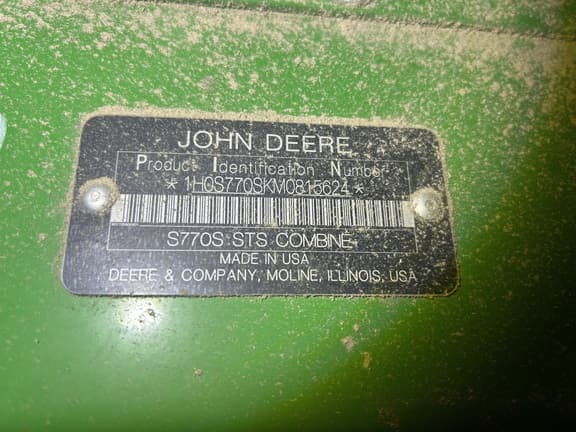 JOHN DEERE
Product Identification Number
*1H0S770SKM0815624*
S770S STS COMBINE
MADE IN USA
DEERE & COMPANY, MOLINE, ILLINOIS, USA